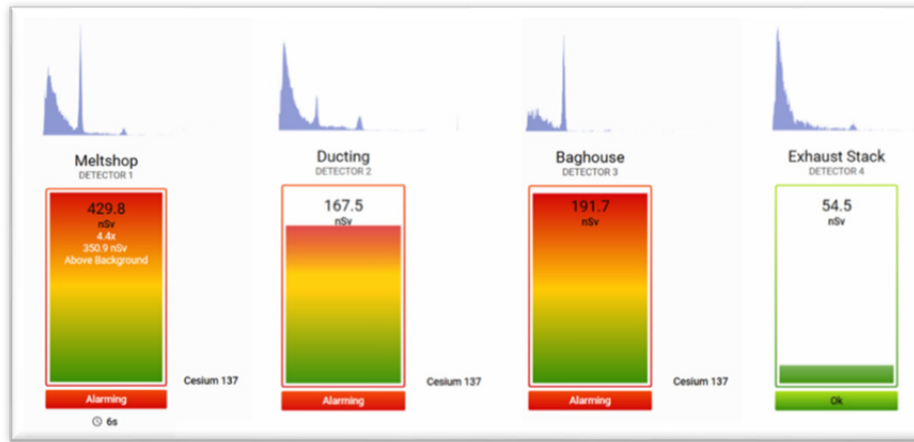 Meltshop
DETECTOR 1
429.8
nSv
4.4x
350.9 nSv
Above Background
Cesium 137
Alarming
6s
Ducting
DETECTOR 2
167.5
nSv
Cesium 137
Alarming
Baghouse
DETECTOR 3
191.7
nSv
Cesium 137
Alarming
Exhaust Stack
DETECTOR 4
54.5
nSv
Ok